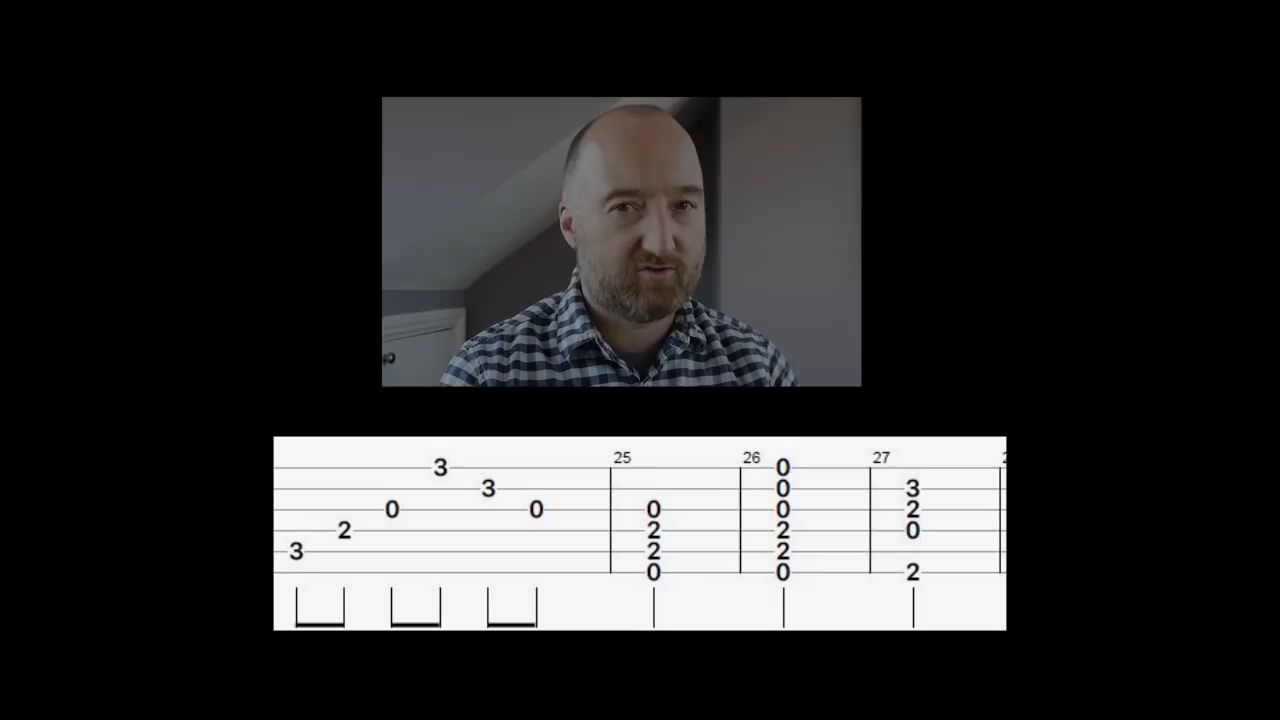 25 26 27
3 0
3 0 3
0 0 0 0 2
2 2 2 0
3 2 2
0 0 2